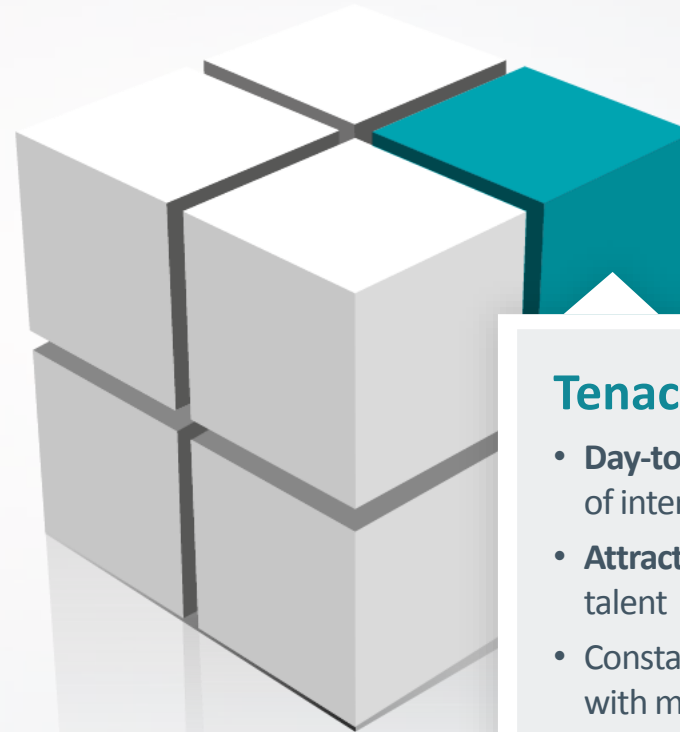 Tenac
• Day-to
of inter
• Attract
talent
• Consta
with m